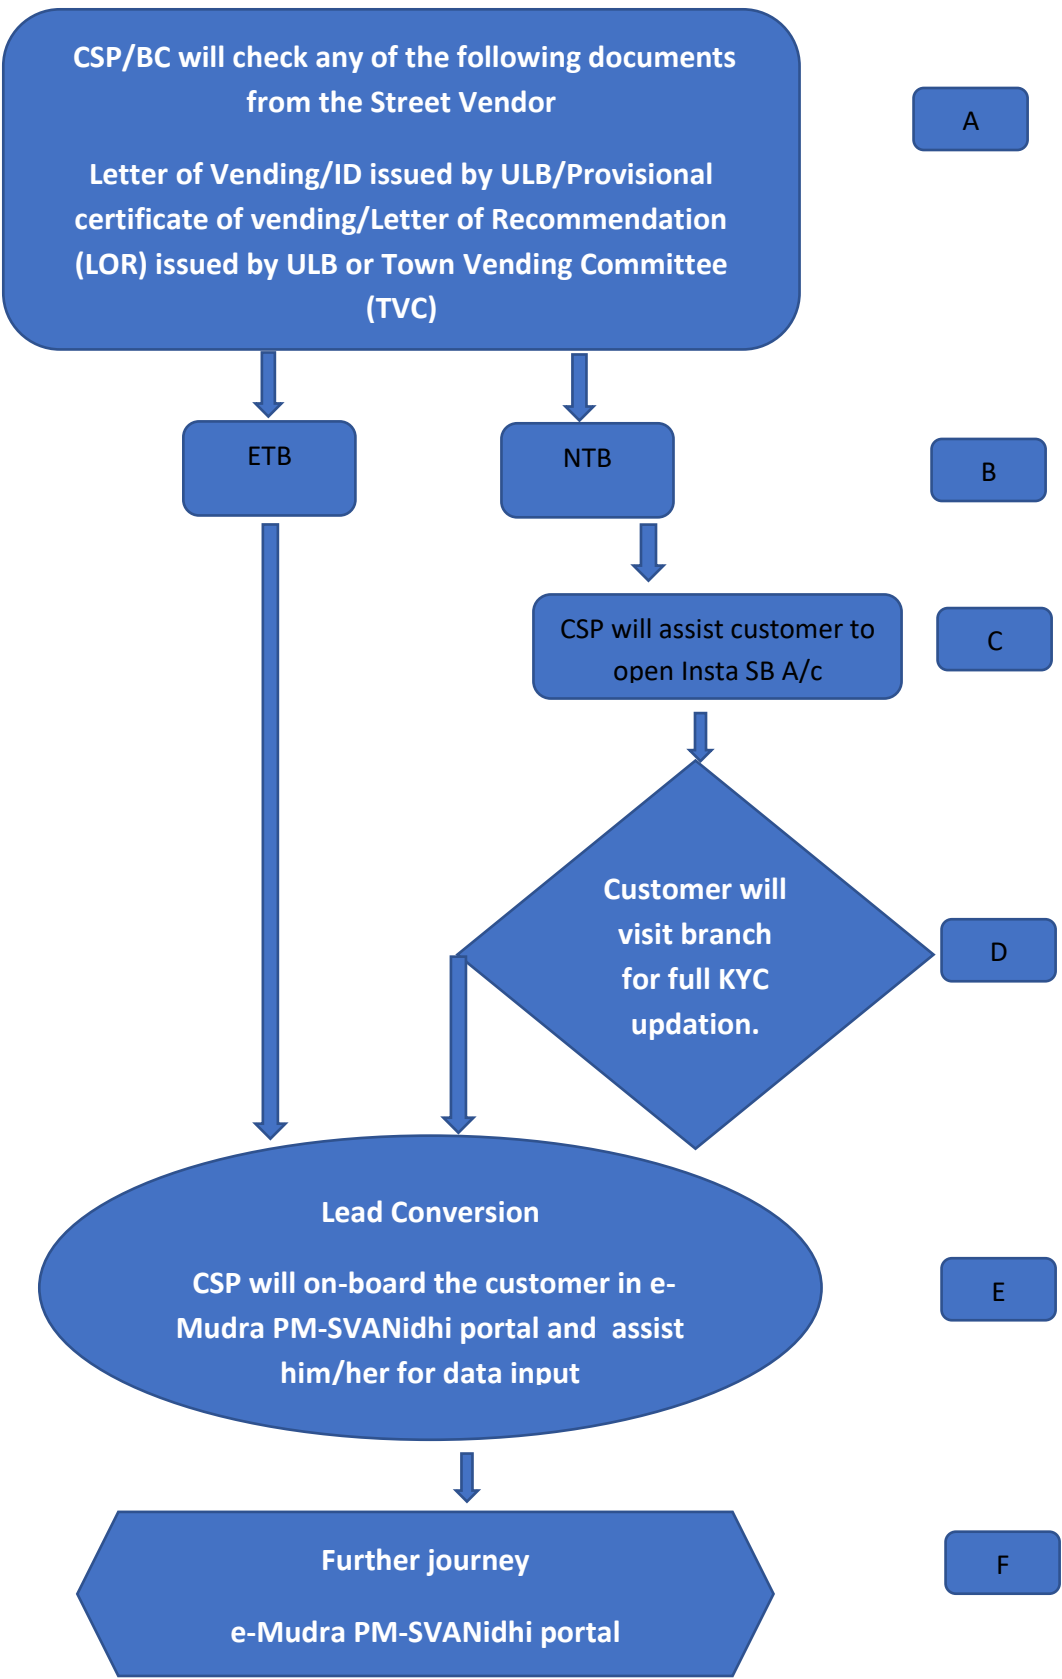 CSP/BC will check any of the following documents
from the Street Vendor
Letter of Vending/ID issued by ULB/Provisional
certificate of vending/Letter of Recommendation
(LOR) issued by ULB or Town Vending Committee
(TVC)
A
ETB
NTB
B
CSP will assist customer to
open Insta SB A/c
C
Customer will
visit branch
for full KYC
updation.
D
Lead Conversion
CSP will on-board the customer in e-
Mudra PM-SVANidhi portal and  assist
him/her for data input
E
Further journey
e-Mudra PM-SVANidhi portal
F